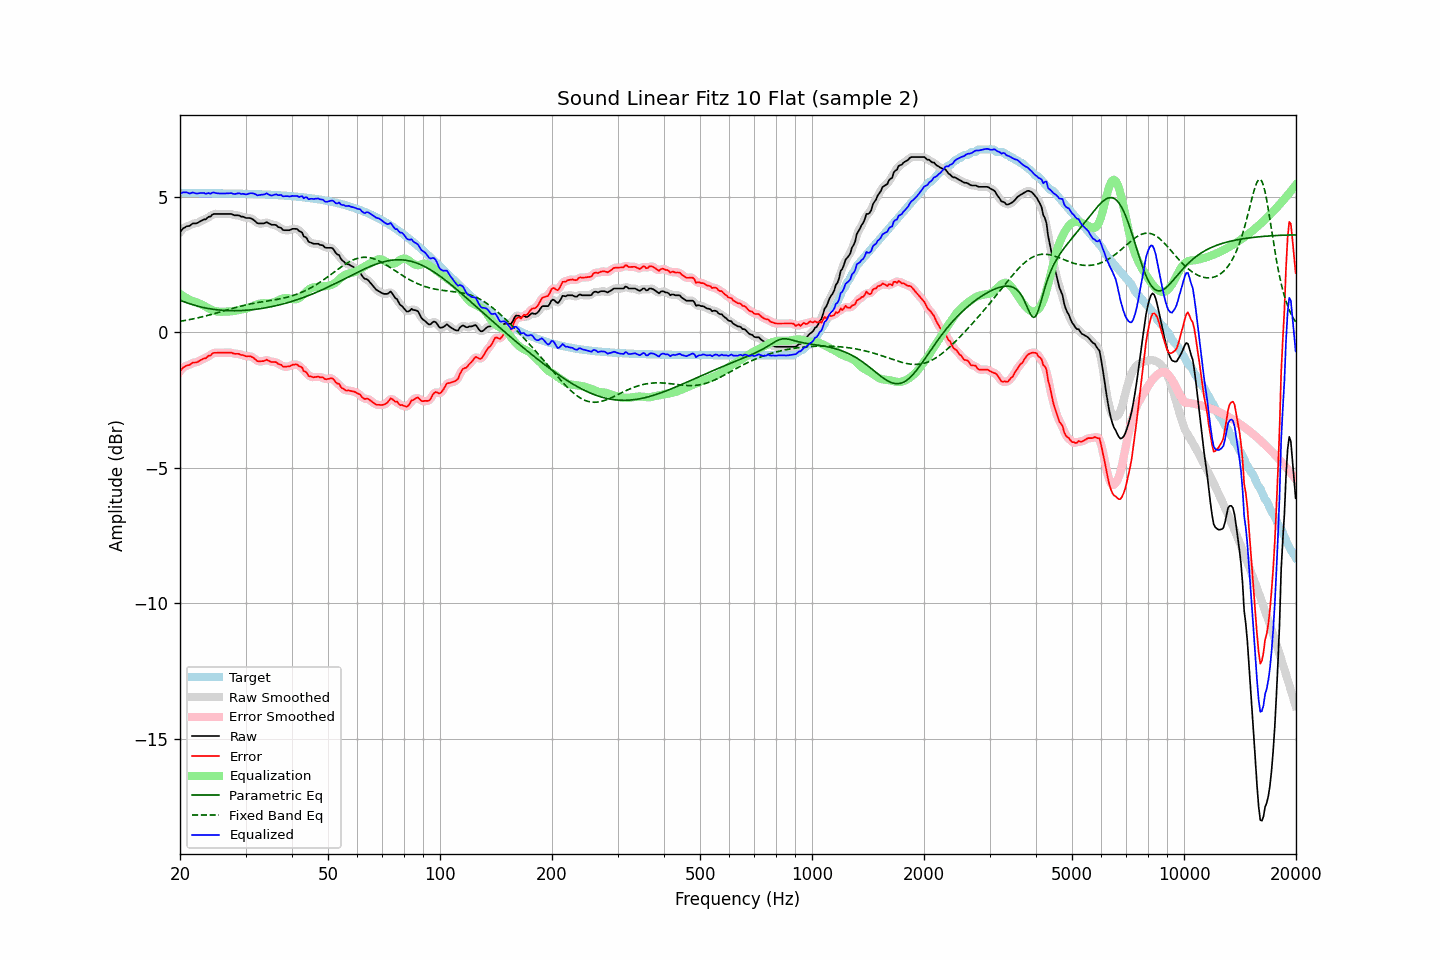 Sound Linear Fitz 10 Flat (sample 2)
Amplitude (dBr)
5
0
−5
−10
−15
Target
Raw Smoothed
Error Smoothed
Raw
Error
Equalization
Parametric Eq
Fixed Band Eq
Equalized
20 50 100 200 500 1000 2000 5000 10000 20000
Frequency (Hz)